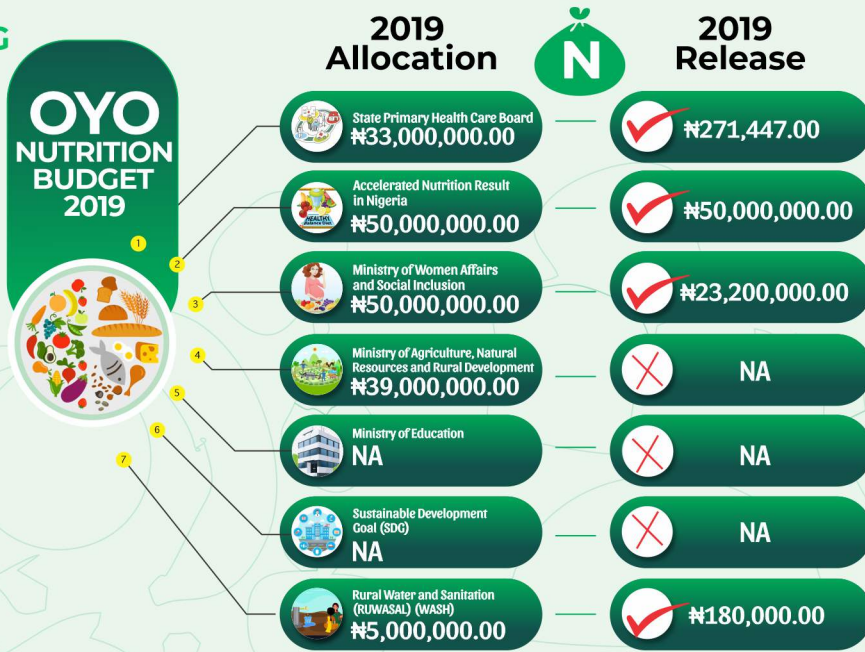 G
OYO
NUTRITION
BUDGET
2019
2019
Allocation
N
2019
Release
1
State Primary Health Care Board
₦33,000,000.00
₦271,447.00
2
Accelerated Nutrition Result
in Nigeria
₦50,000,000.00
₦50,000,000.00
3
Ministry of Women Affairs
and Social Inclusion
₦50,000,000.00
₦23,200,000.00
4
Ministry of Agriculture, Natural
Resources and Rural Development
₦39,000,000.00
NA
5
Ministry of Education
NA
NA
6
Sustainable Development
Goal (SDG)
NA
NA
7
Rural Water and Sanitation
(RUWASAL) (WASH)
₦5,000,000.00
₦180,000.00